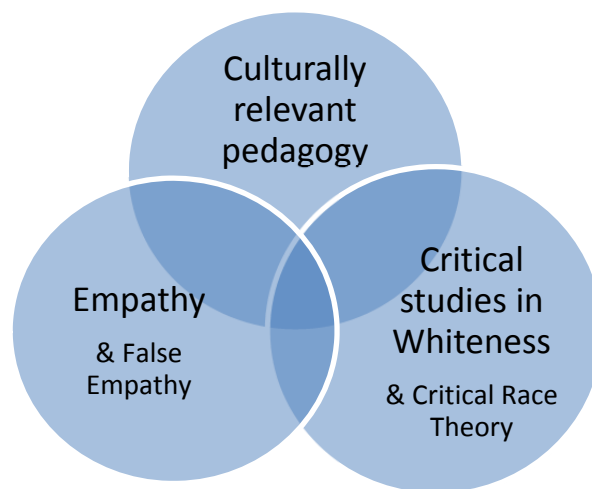 Culturally
relevant
pedagogy
Empathy
& False
Empathy
Critical
studies in
Whiteness
& Critical Race
Theory